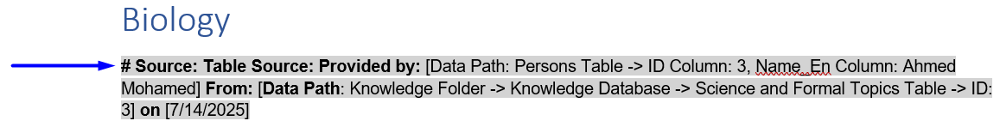 Biology
# Source: Table Source: Provided by: [Data Path: Persons Table -> ID Column: 3, Name_En Column: Ahmed
Mohamed] From: [Data Path: Knowledge Folder -> Knowledge Database -> Science and Formal Topics Table -> ID:
3] on [7/14/2025]